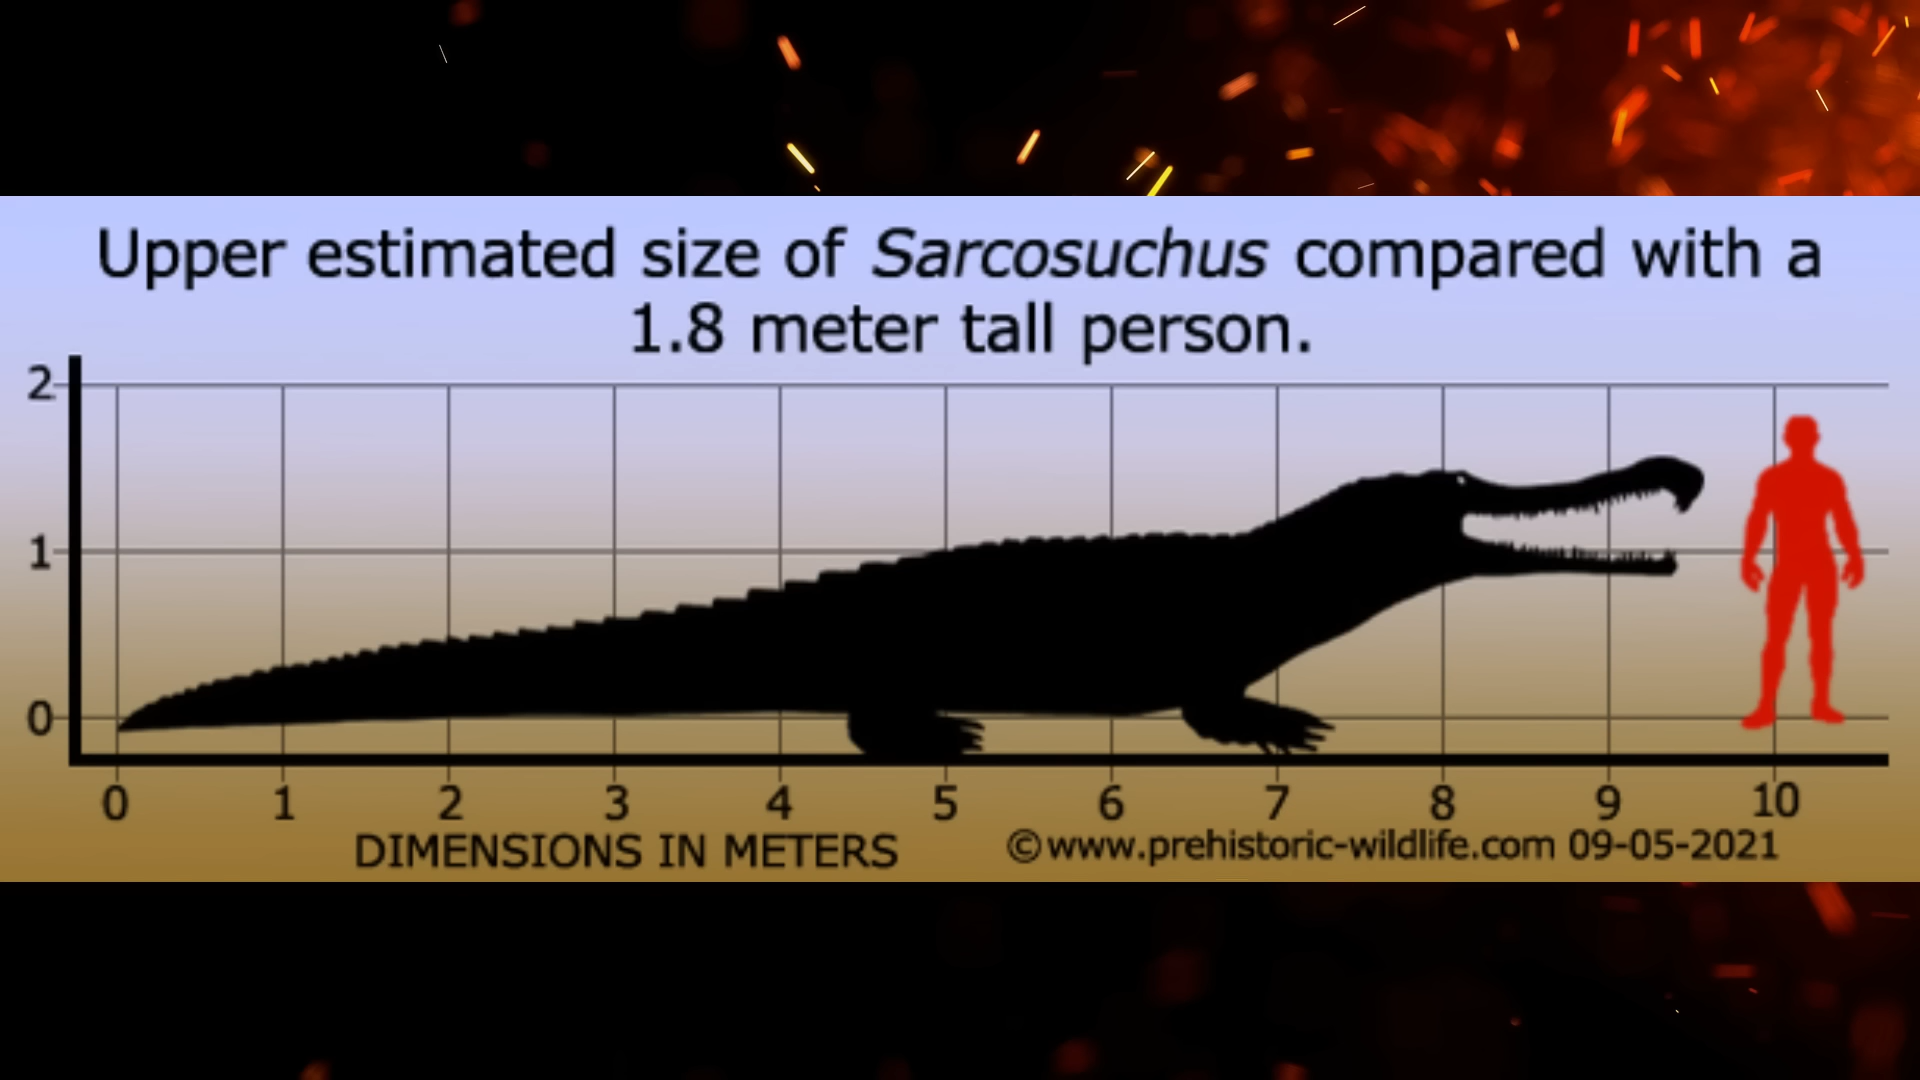 Upper estimated size of Sarcosuchus compared with a
1.8 meter tall person.
2
1
0
0 1 2 3 4 5 6 7 8 9 10
DIMENSIONS IN METERS ©www.prehistoric-wildlife.com 09-05-2021